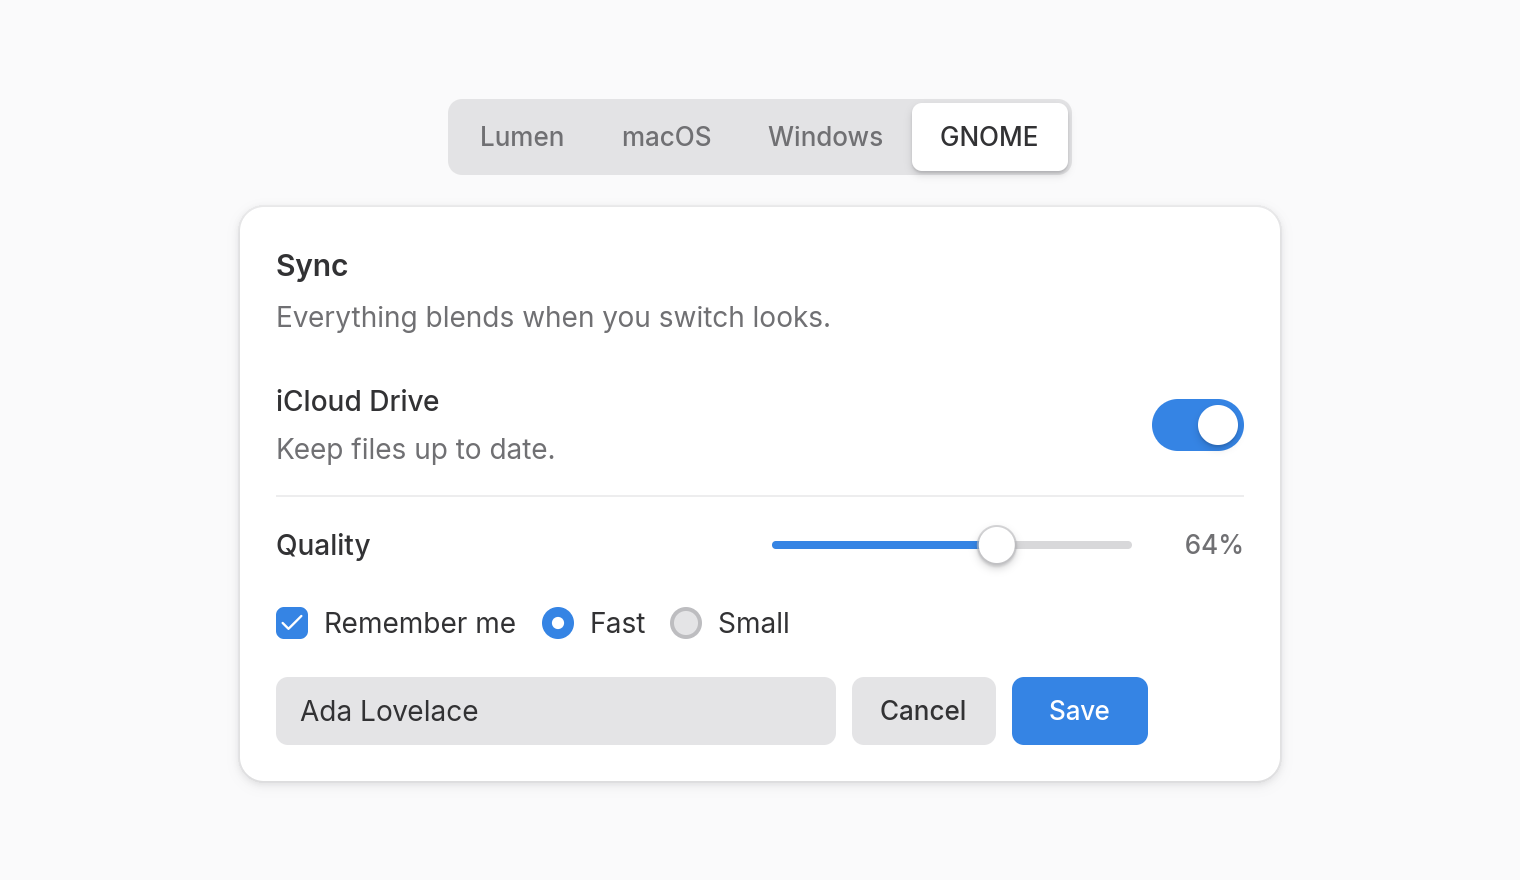 Lumen macOS Windows GNOME
Sync
Everything blends when you switch looks.
iCloud Drive
Keep files up to date.
Quality 64%
Remember me Fast Small
Ada Lovelace Cancel Save